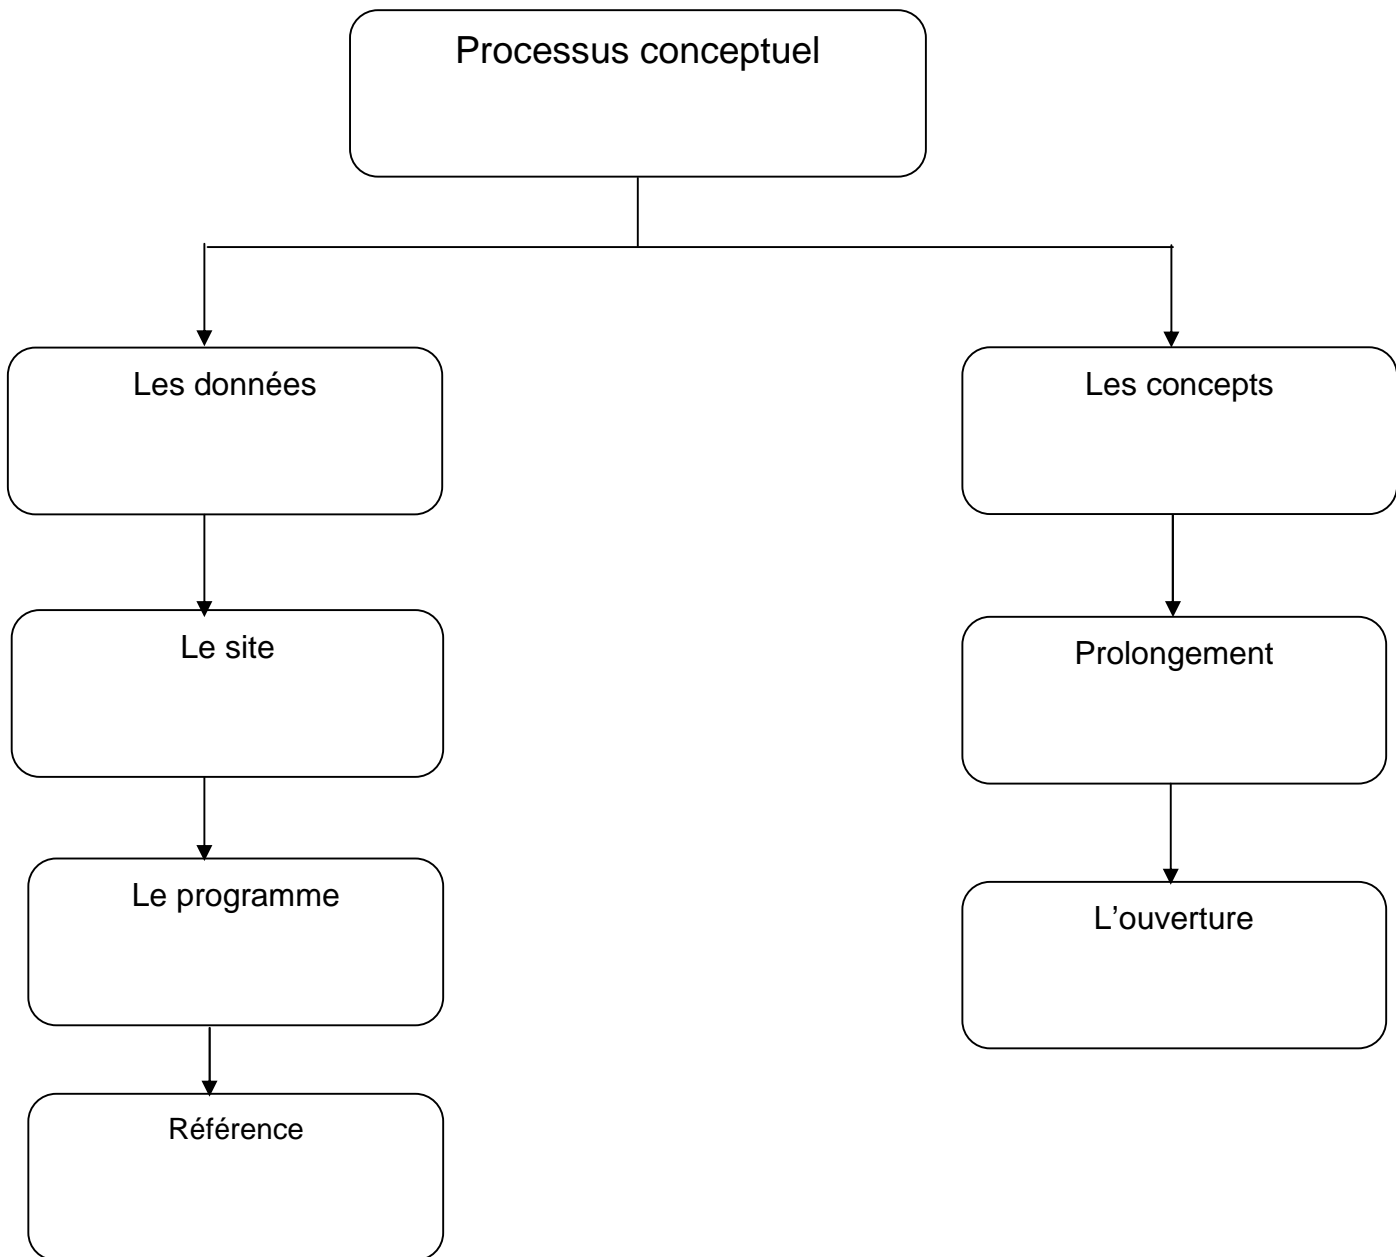 Processus conceptuel
Les données
Les concepts
Le site
Prolongement
Le programme
L’ouverture
Référence